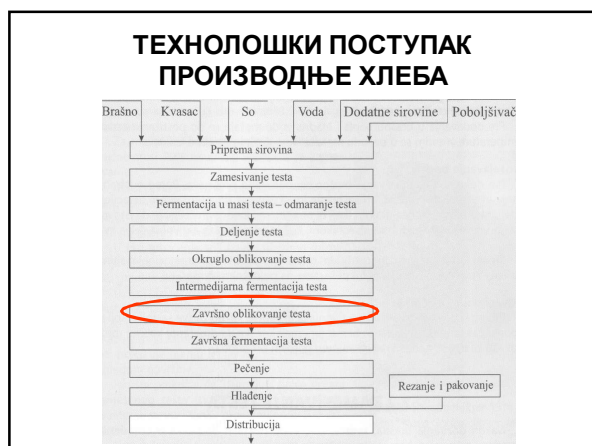 ТЕХНОЛОШКИ ПОСТУПАК
ПРОИЗВОДЊЕ ХЛЕБА
Brašno Kvasac So Voda Dodatne sirovine Poboljšivač
Priprema sirovina
Zamesivanje testa
Fermentacija u masi testa – odmaranje testa
Deljenje testa
Okruglo oblikovanje testa
Intermedijarna fermentacija testa
Završno oblikovanje testa
Završna fermentacija testa
Pečenje
Rezanje i pakovanje
Hlađenje
Distribucija